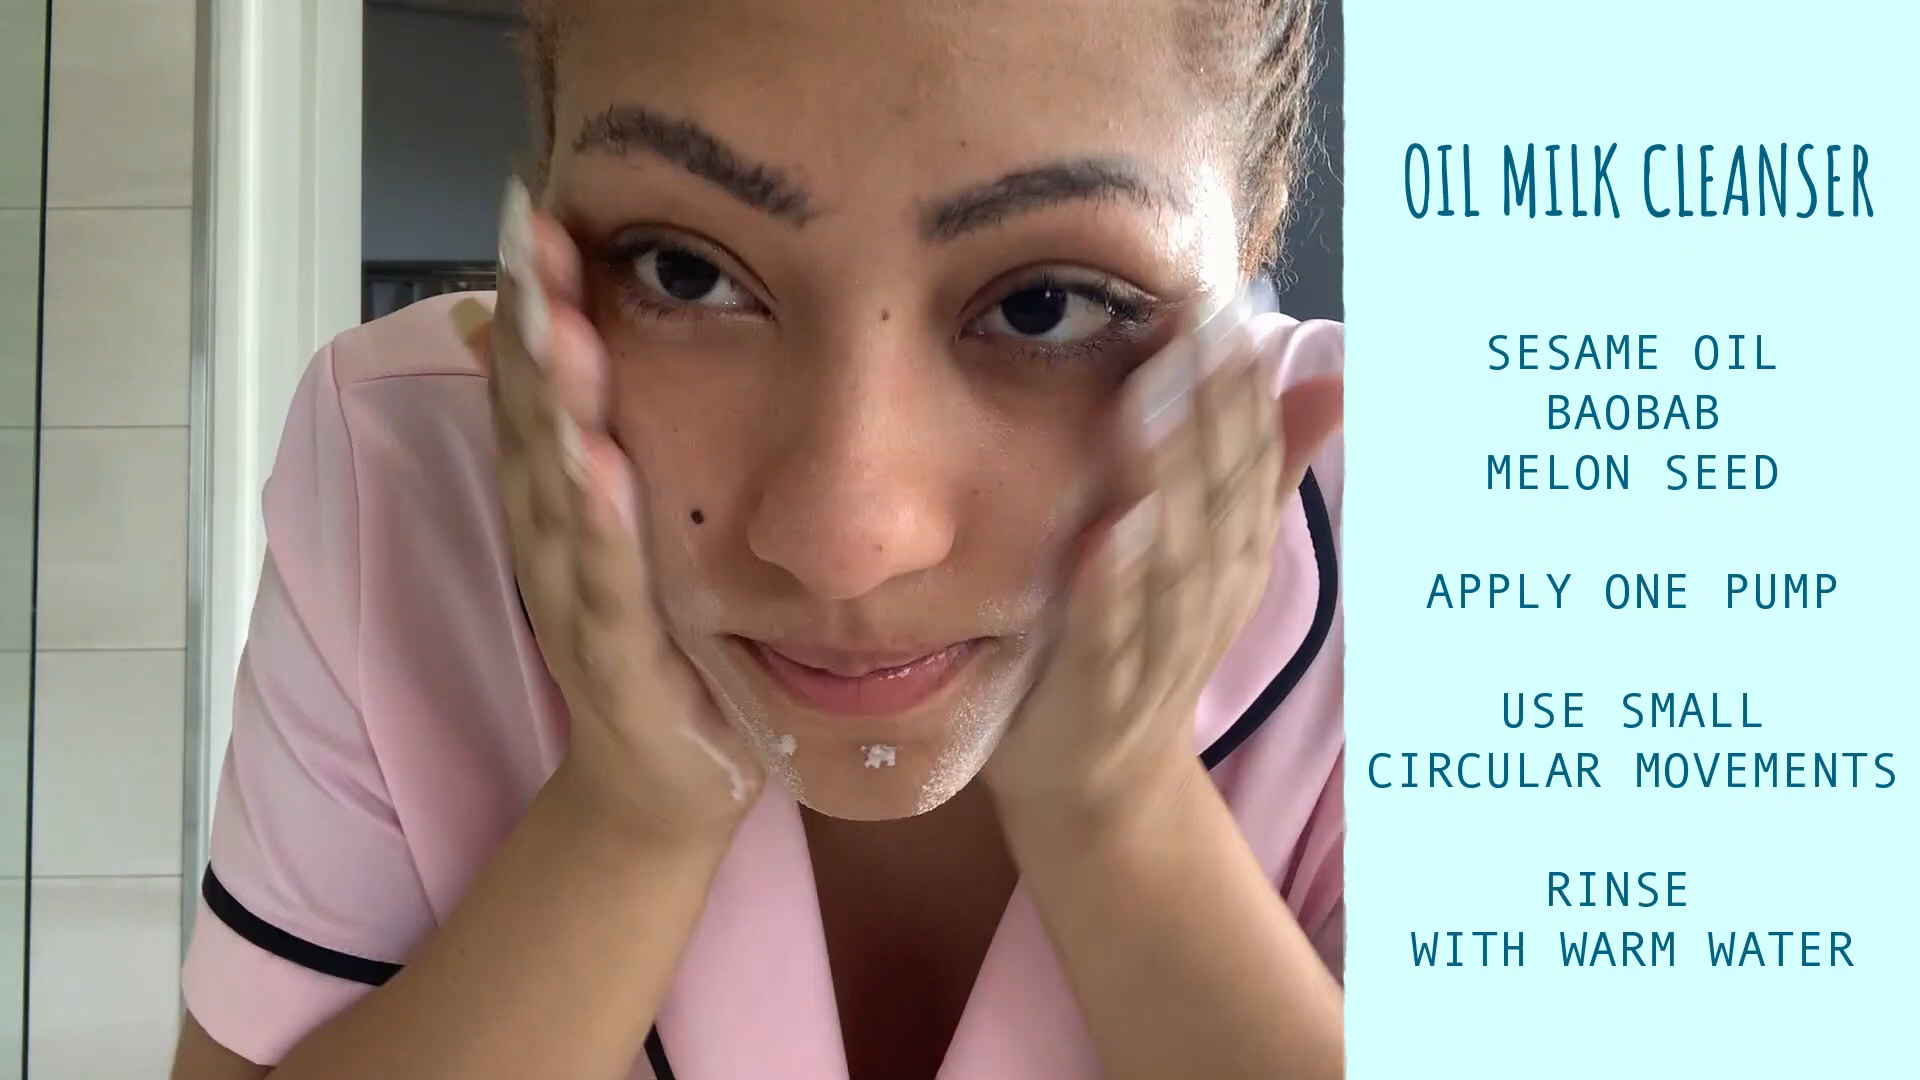 OIL MILK CLEANSER
SESAME OIL
BAOBAB
MELON SEED
APPLY ONE PUMP
USE SMALL
CIRCULAR MOVEMENTS
RINSE
WITH WARM WATER